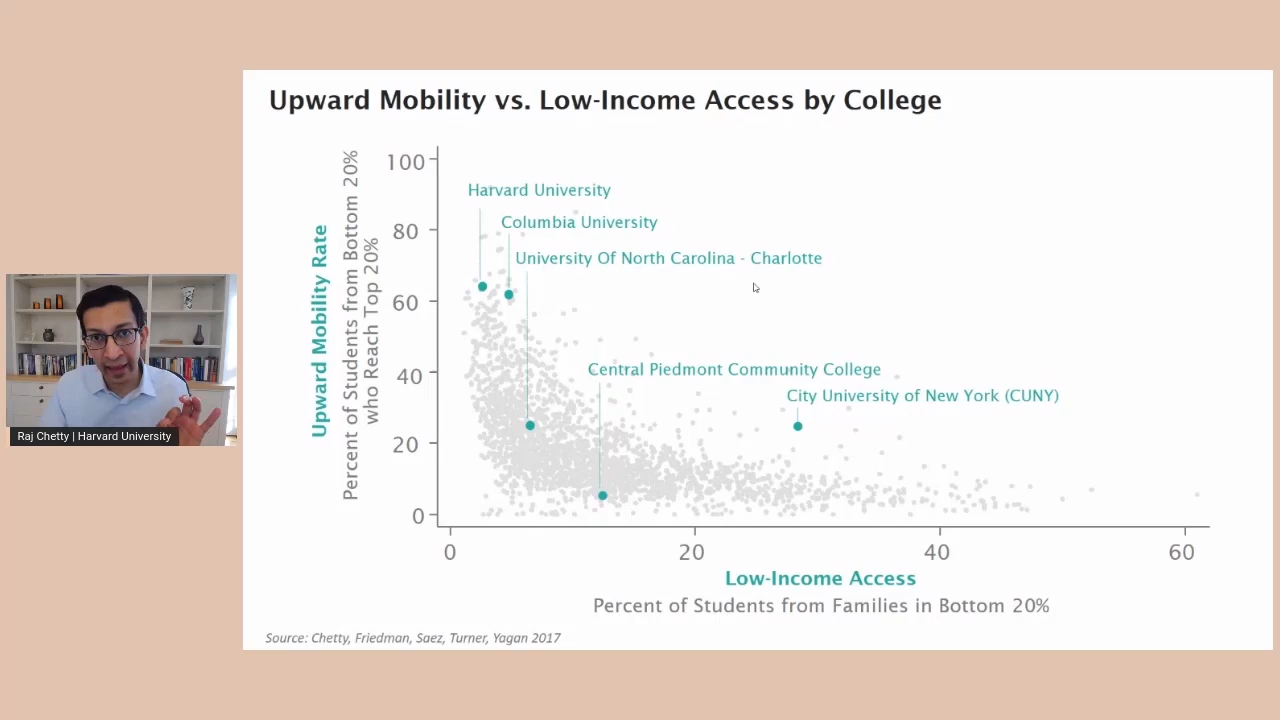 Upward Mobility vs. Low-Income Access by College
Upward Mobility Rate
Percent of Students from Bottom 20%
who Reach Top 20%
100
80
60
40
20
0
Harvard University
Columbia University
University Of North Carolina - Charlotte
Central Piedmont Community College
City University of New York (CUNY)
0
20
40
60
Low-Income Access
Percent of Students from Families in Bottom 20%
Source: Chetty, Friedman, Saez, Turner, Yagan 2017
Raj Chetty | Harvard University